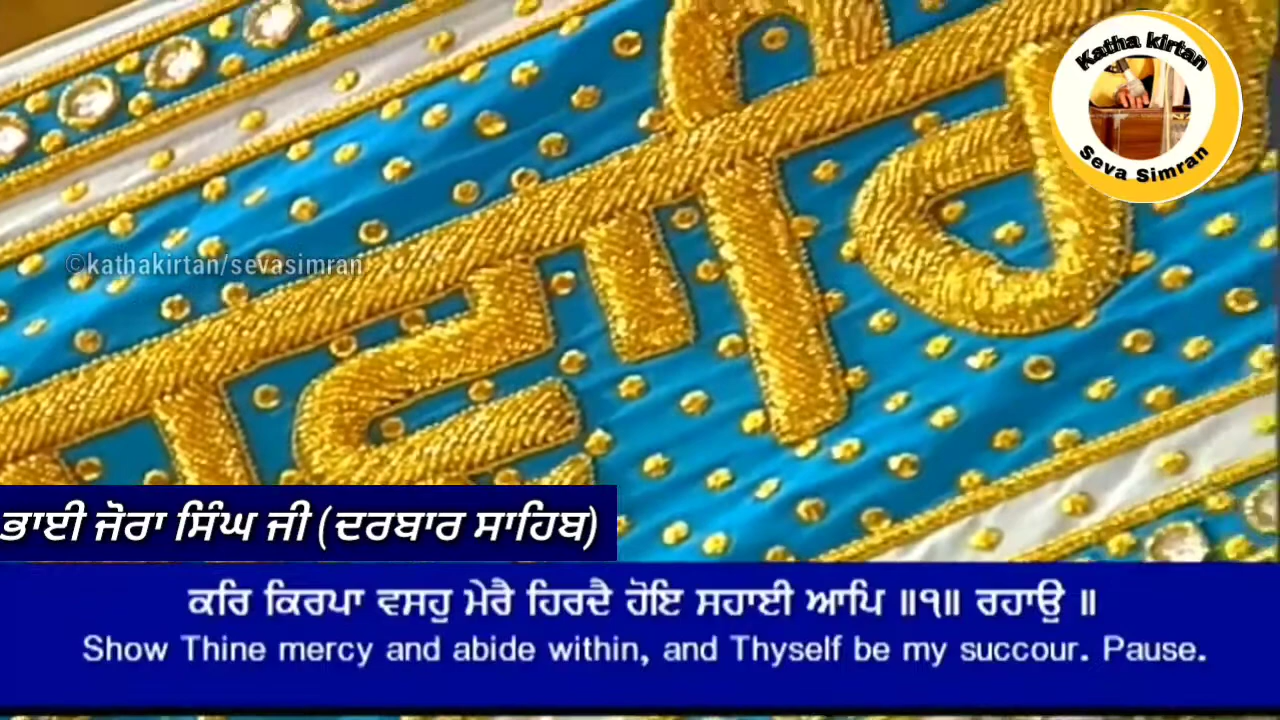 Katha kirtan
Seva Simran
©kathakirtan/sevasimran
ਭਾਈ ਜੋਰਾ ਸਿੰਘ ਜੀ (ਦਰਬਾਰ ਸਾਹਿਬ)
ਕਰਿ ਕਿਰਪਾ ਵਸਹੁ ਮੇਰੈ ਹਿਰਦੈ ਹੋਇ ਸਹਾਈ ਆਪਿ ॥੧॥ ਰਹਾਉ ॥
Show Thine mercy and abide within, and Thyself be my succour. Pause.